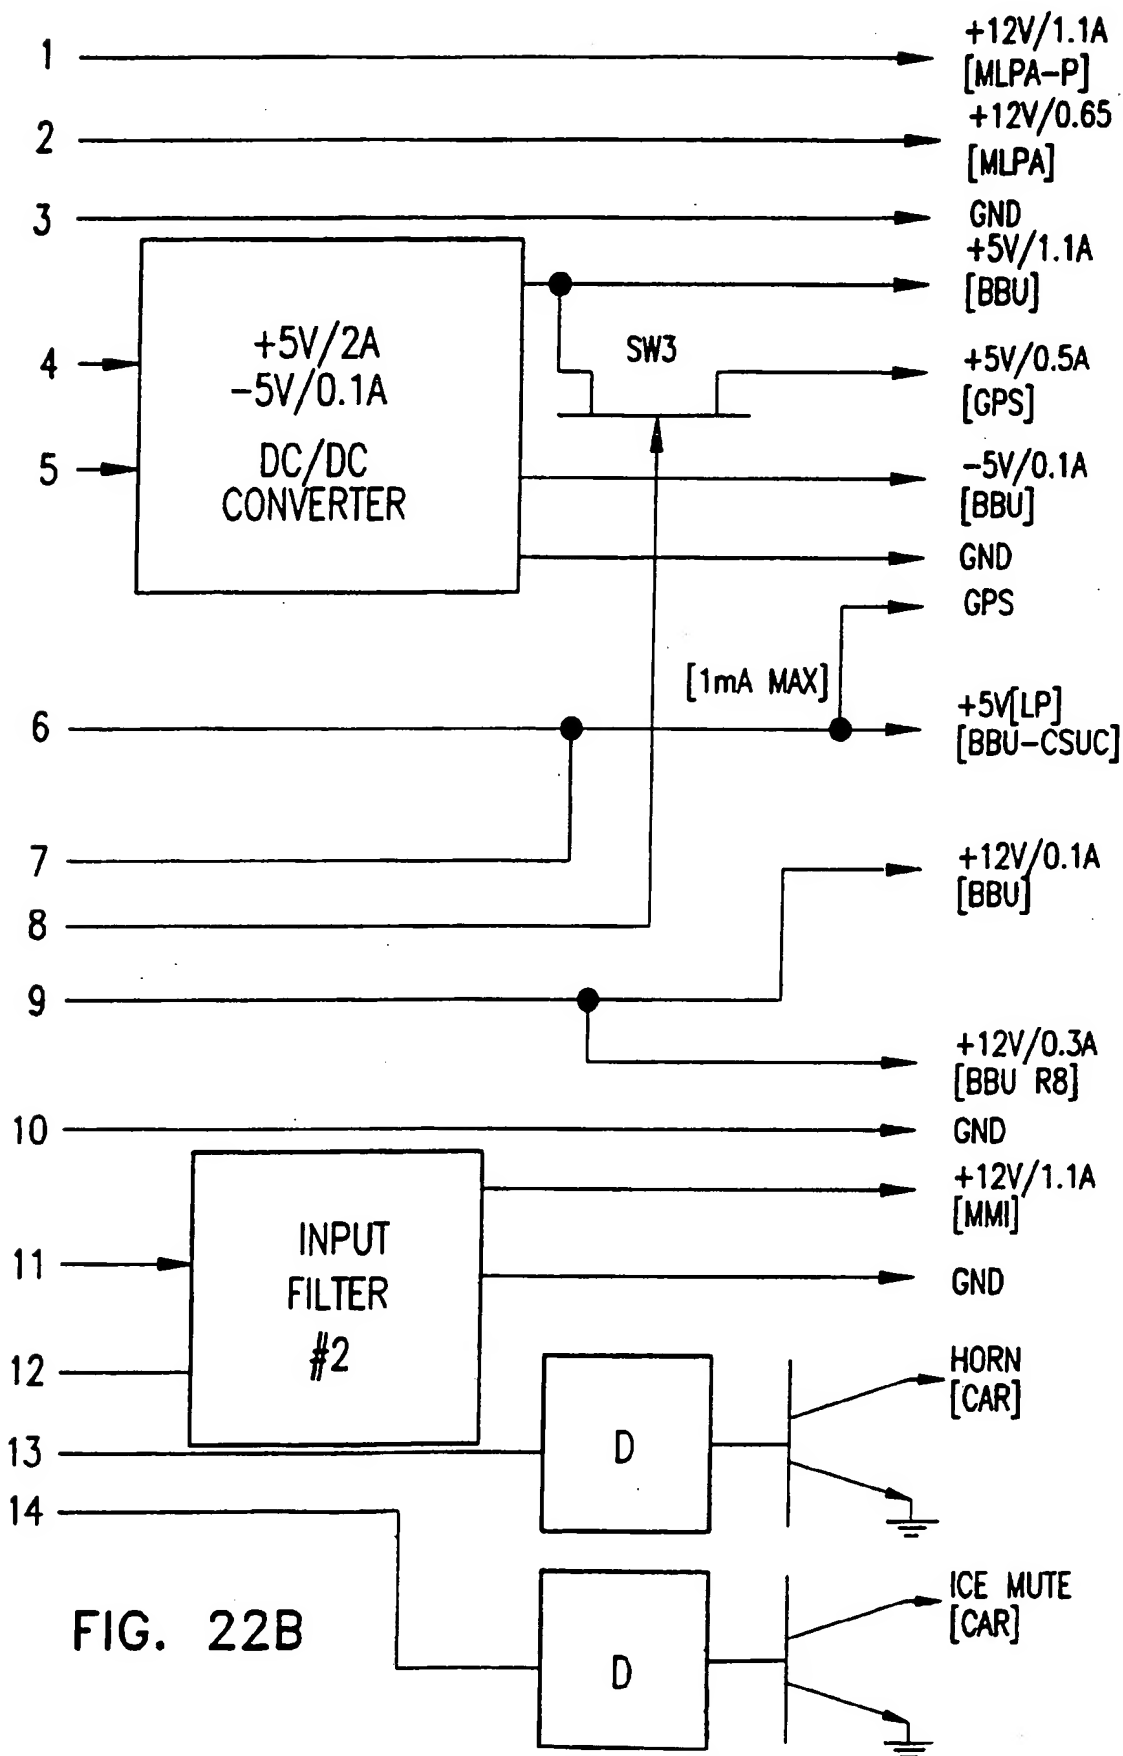 1
+12V/1.1A
[MLPA-P]
2
+12V/0.65
[MLPA]
3
GND
+5V/1.1A
[BBU]
+5V/2A
-5V/0.1A
DC/DC
CONVERTER
4
5
SW3
+5V/0.5A
[GPS]
-5V/0.1A
[BBU]
GND
GPS
[1mA MAX]
6
+5V[LP]
[BBU-CSUC]
7
+12V/0.1A
[BBU]
8
9
+12V/0.3A
[BBU R8]
10
GND
+12V/1.1A
[MMI]
INPUT
FILTER
#2
11
GND
12
HORN
[CAR]
13
D
14
ICE MUTE
[CAR]
D
FIG. 22B